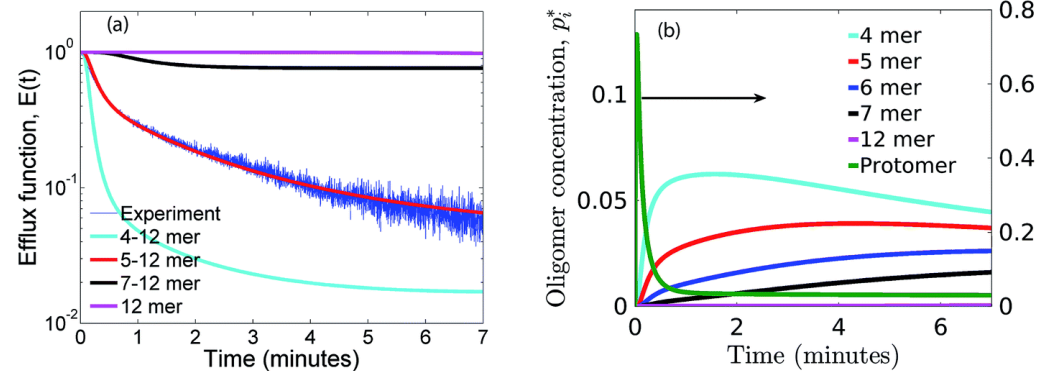 (a)
Efflux function, E(t)
10^0
10^-1
10^-2
Experiment
4-12 mer
5-12 mer
7-12 mer
12 mer
0 1 2 3 4 5 6 7
Time (minutes)
(b)
Oligomer concentration, p_i^*
0.1
0.05
0
4 mer
5 mer
6 mer
7 mer
12 mer
Protomer
0.8
0.6
0.4
0.2
0
0 2 4 6
Time (minutes)